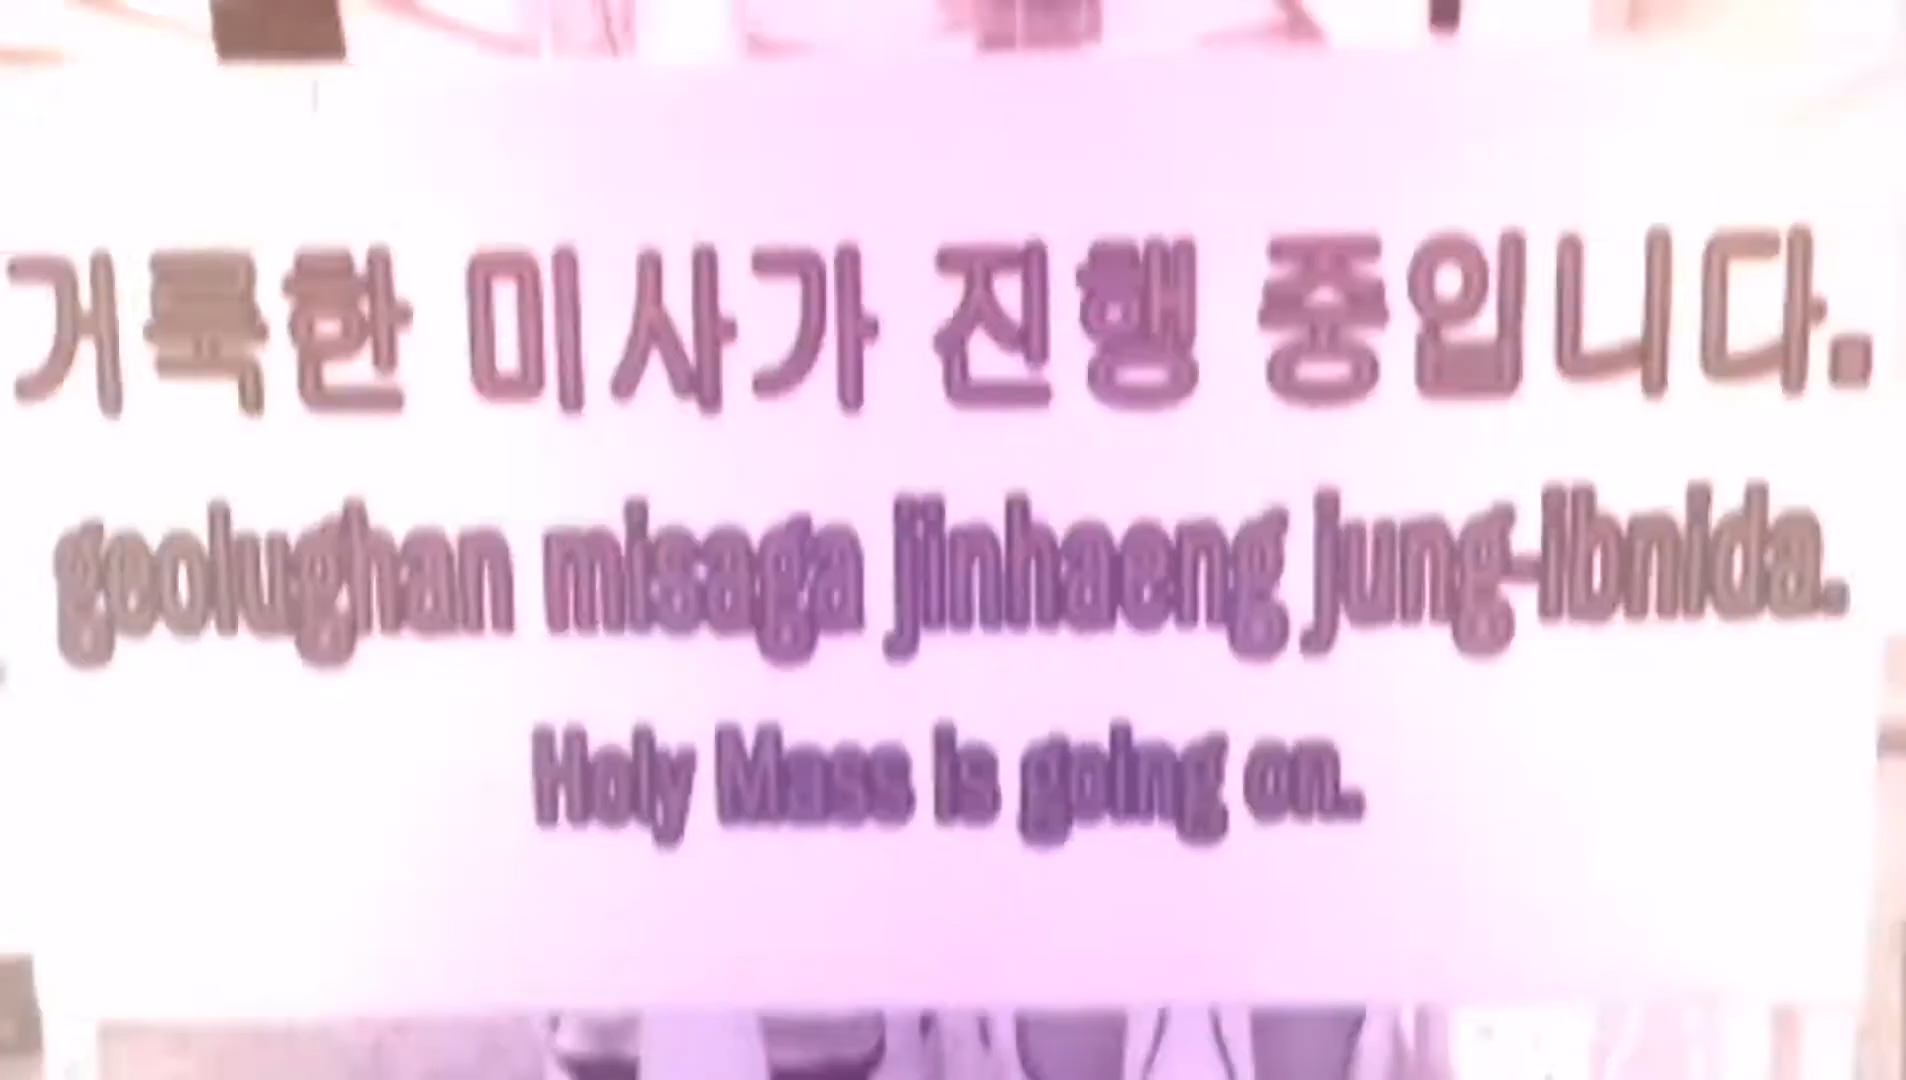 거룩한 미사가 진행 중입니다.
geolughan misaga jinhaeng jung-ibnida.
Holy Mass is going on.